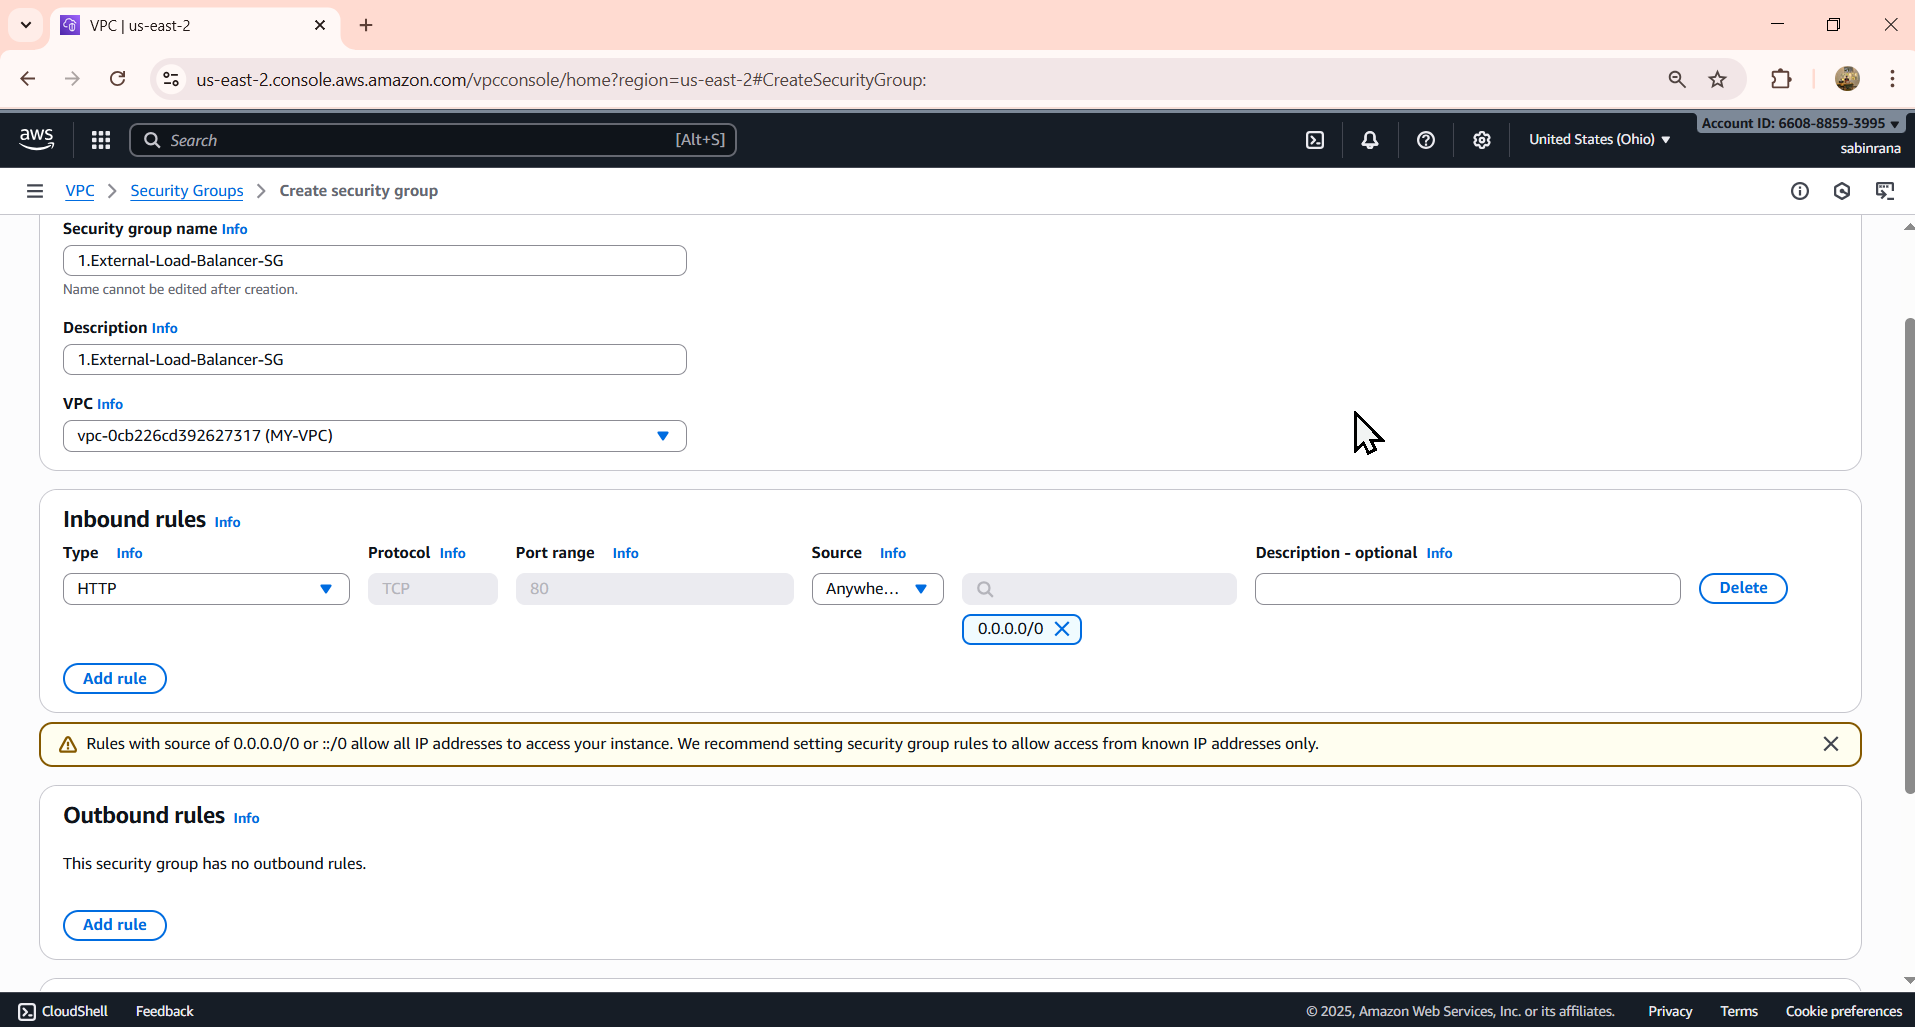 VPC | us-east-2
us-east-2.console.aws.amazon.com/vpcconsole/home?region=us-east-2#CreateSecurityGroup:
aws
Search [Alt+S]
United States (Ohio)
Account ID: 6608-8859-3995
sabinrana
VPC > Security Groups > Create security group
Security group name Info
1.External-Load-Balancer-SG
Name cannot be edited after creation.
Description Info
1.External-Load-Balancer-SG
VPC Info
vpc-0cb226cd392627317 (MY-VPC)
Inbound rules Info
Type Info Protocol Info Port range Info Source Info Description - optional Info
HTTP TCP 80 Anywhe... Delete
0.0.0.0/0
Add rule
Rules with source of 0.0.0.0/0 or ::/0 allow all IP addresses to access your instance. We recommend setting security group rules to allow access from known IP addresses only.
Outbound rules Info
This security group has no outbound rules.
Add rule
CloudShell Feedback © 2025, Amazon Web Services, Inc. or its affiliates. Privacy Terms Cookie preferences